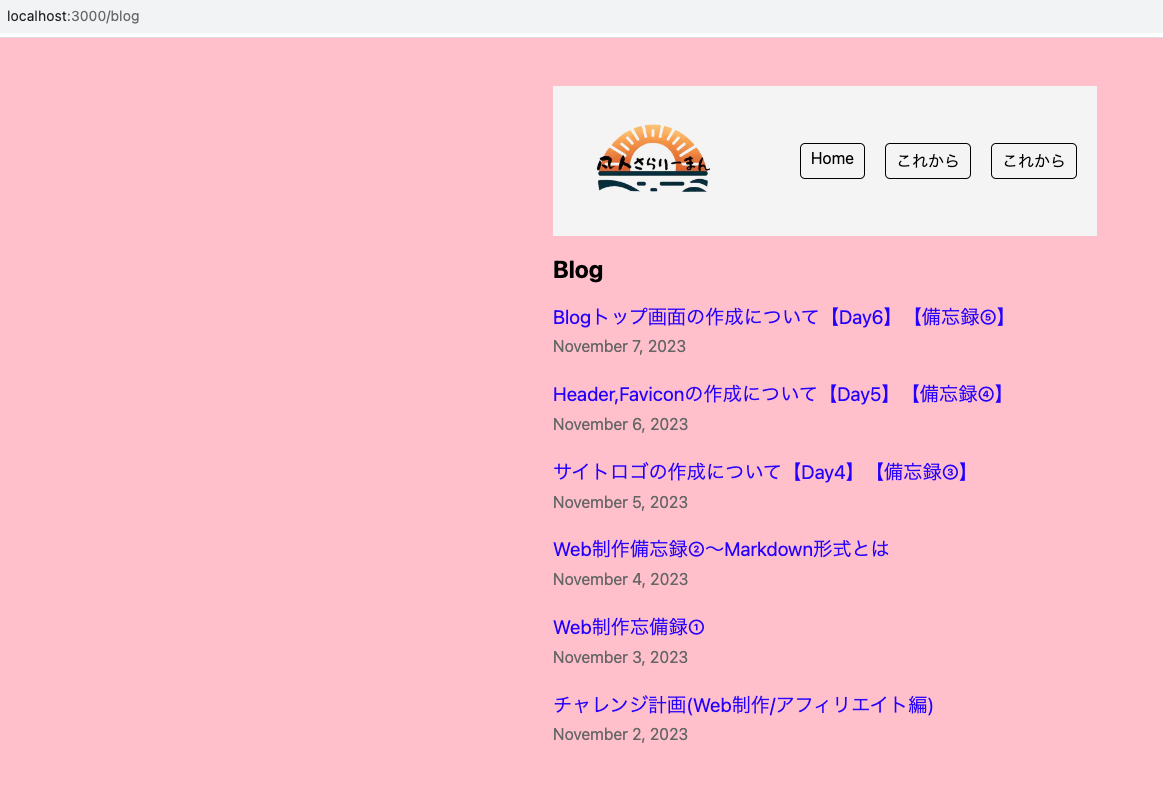 localhost:3000/blog
凡人さらりーまん
Home
これから
これから
Blog
Blogトップ画面の作成について【Day6】【備忘録⑤】
November 7, 2023
Header,Faviconの作成について【Day5】【備忘録④】
November 6, 2023
サイトロゴの作成について【Day4】【備忘録③】
November 5, 2023
Web制作備忘録②〜Markdown形式とは
November 4, 2023
Web制作忘備録①
November 3, 2023
チャレンジ計画(Web制作/アフィリエイト編)
November 2, 2023